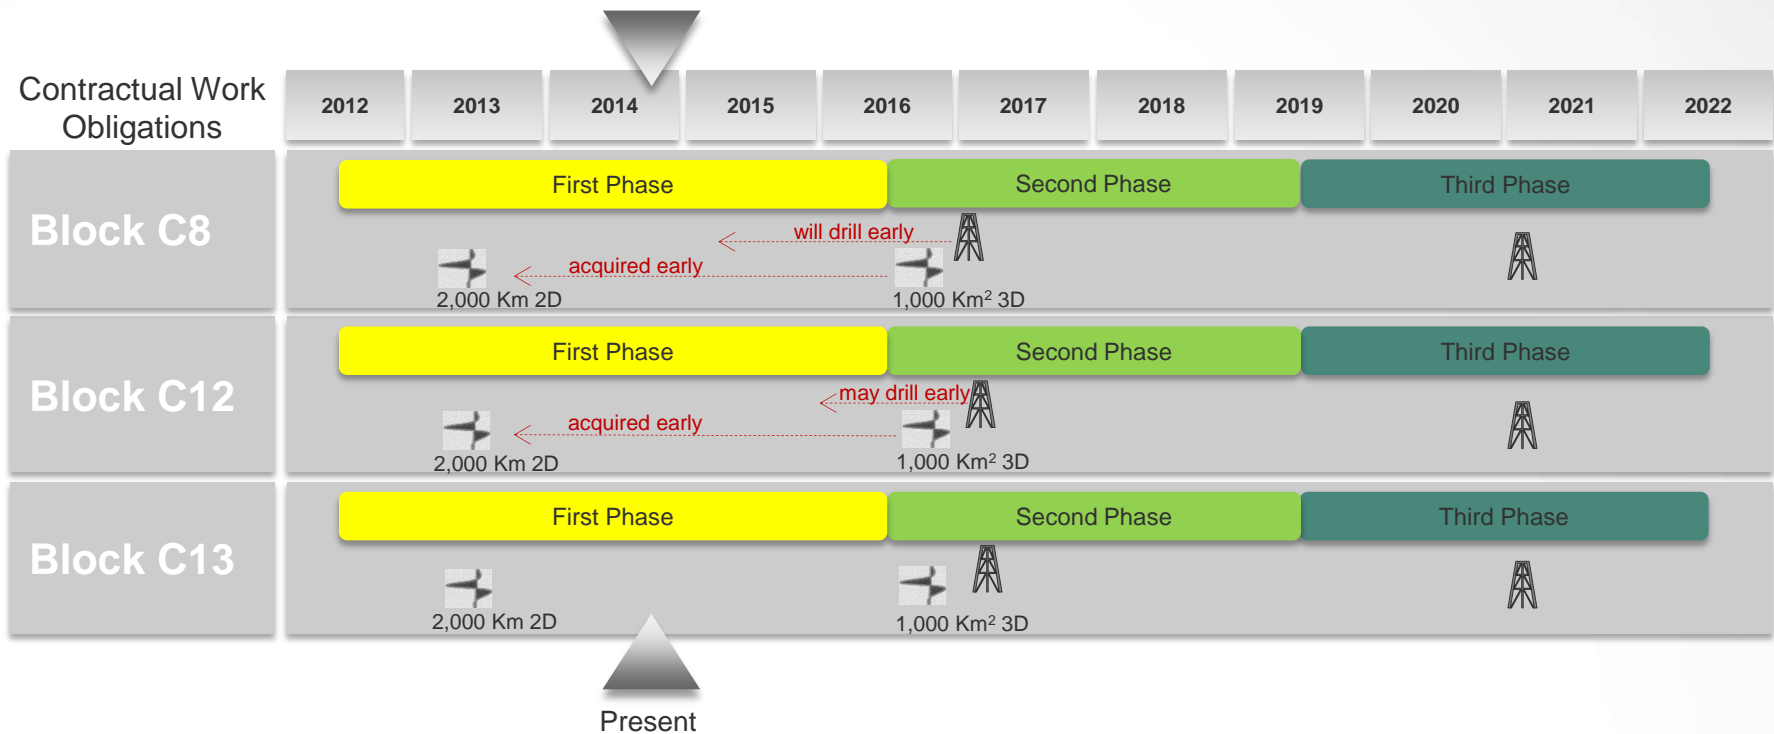 Contractual Work
Obligations
2012 2013 2014 2015 2016 2017 2018 2019 2020 2021 2022
Block C8
First Phase Second Phase Third Phase
will drill early
acquired early
2,000 Km 2D 1,000 Km² 3D
Block C12
First Phase Second Phase Third Phase
may drill early
acquired early
2,000 Km 2D 1,000 Km² 3D
Block C13
First Phase Second Phase Third Phase
2,000 Km 2D 1,000 Km² 3D
Present